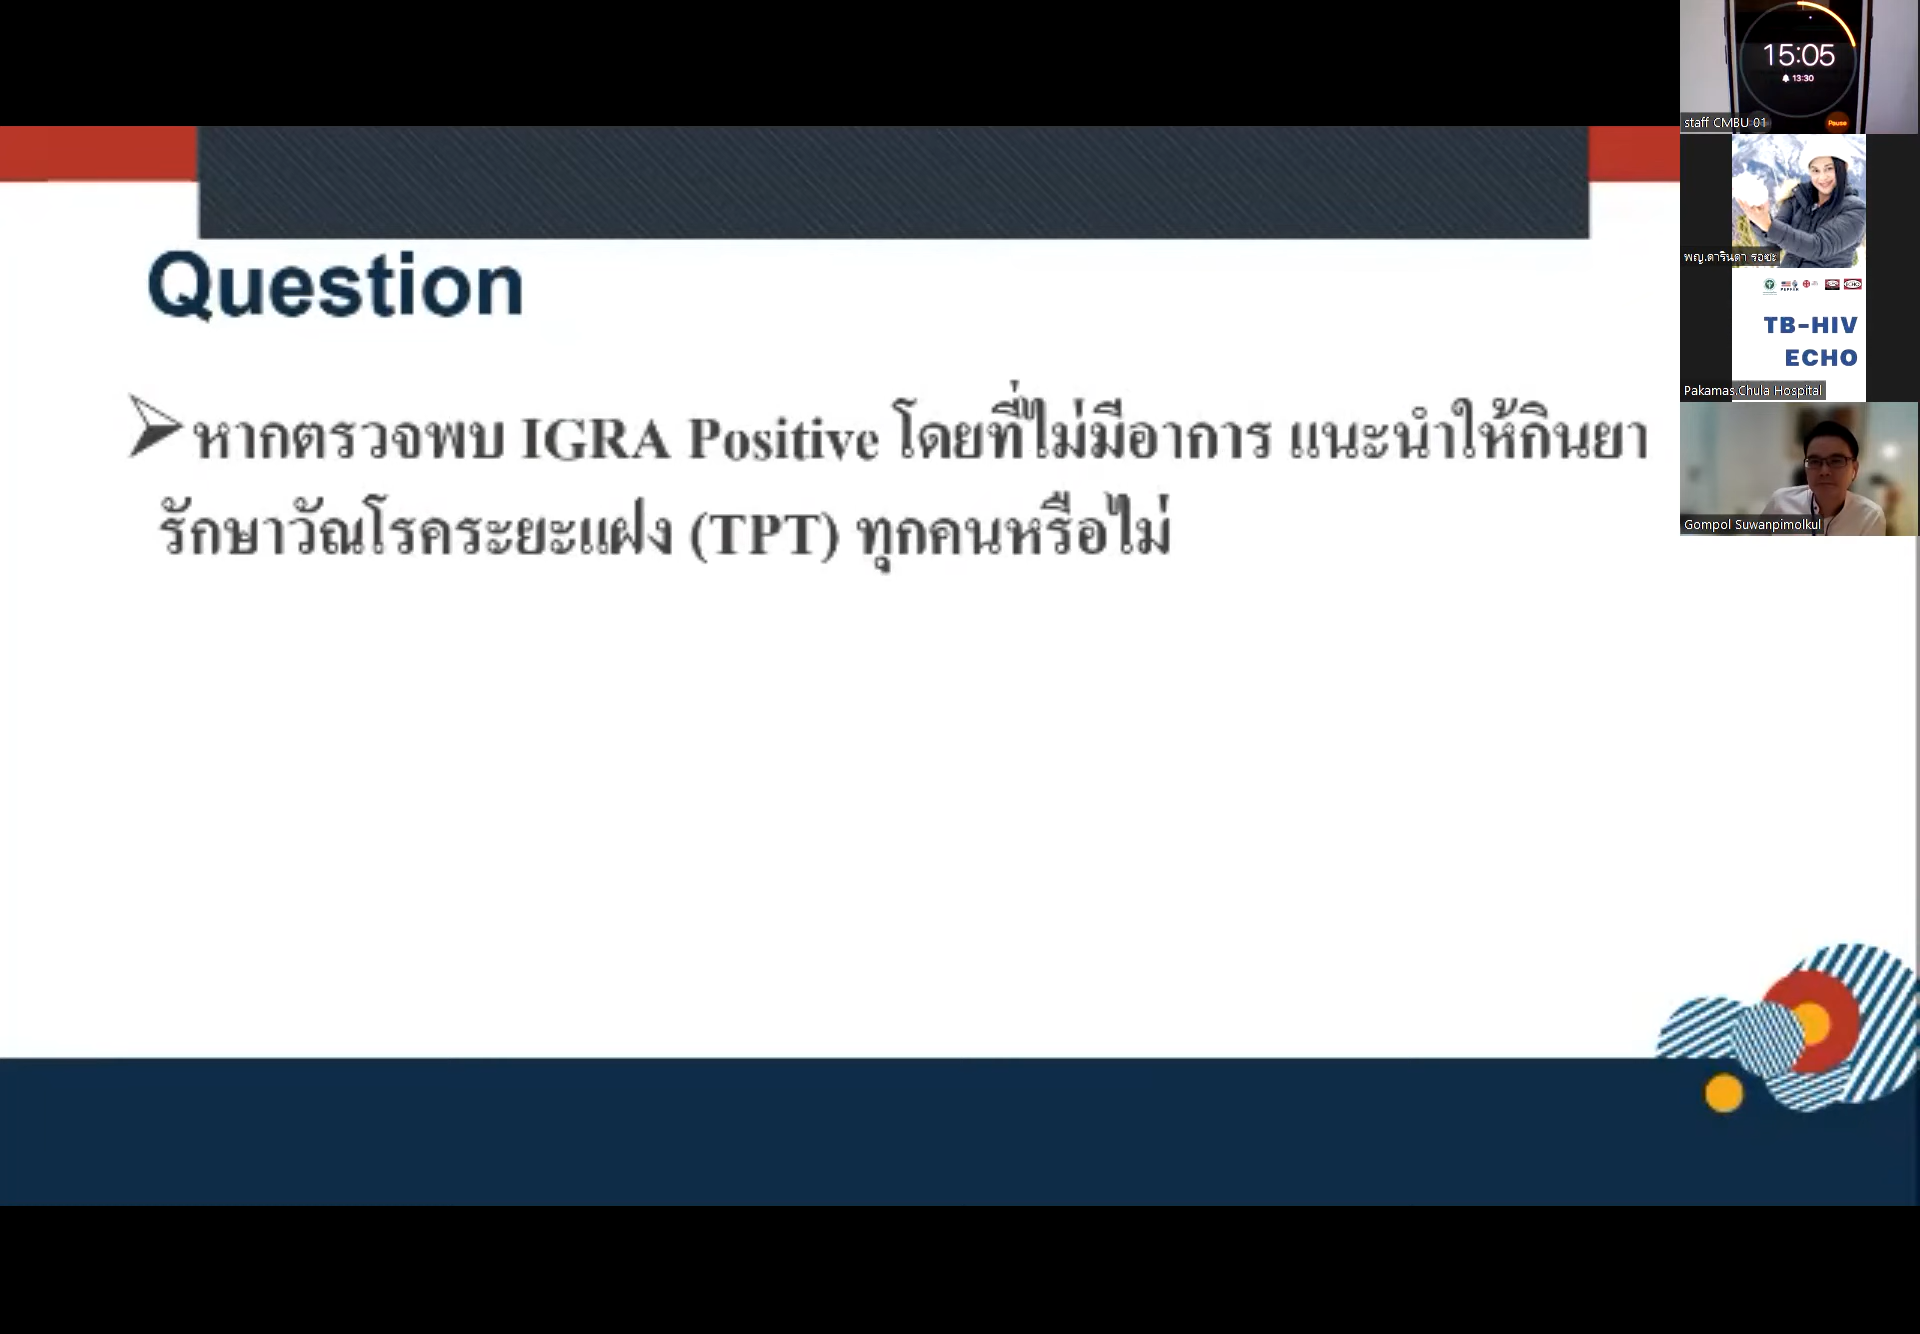 15:05
13:30
Pause
staff CMBU 01
Question
หากตรวจพบ IGRA Positive โดยที่ไม่มีอาการ แนะนำให้กินยา
รักษาวัณโรคระยะแฝง (TPT) ทุกคนหรือไม่
พญ.ดารินดา รอซะ
TB-HIV
ECHO
Pakamas.Chula Hospital
Gompol Suwanpimolkul